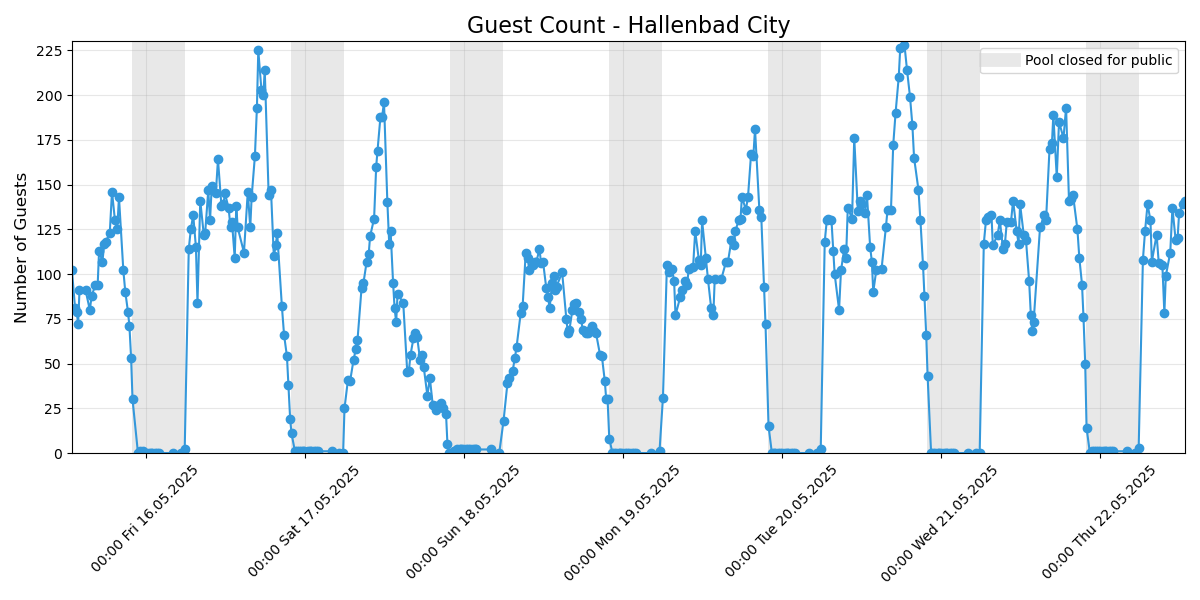 Guest Count - Hallenbad City
Pool closed for public
Number of Guests
225
200
175
150
125
100
75
50
25
0
00:00 Fri 16.05.2025
00:00 Sat 17.05.2025
00:00 Sun 18.05.2025
00:00 Mon 19.05.2025
00:00 Tue 20.05.2025
00:00 Wed 21.05.2025
00:00 Thu 22.05.2025